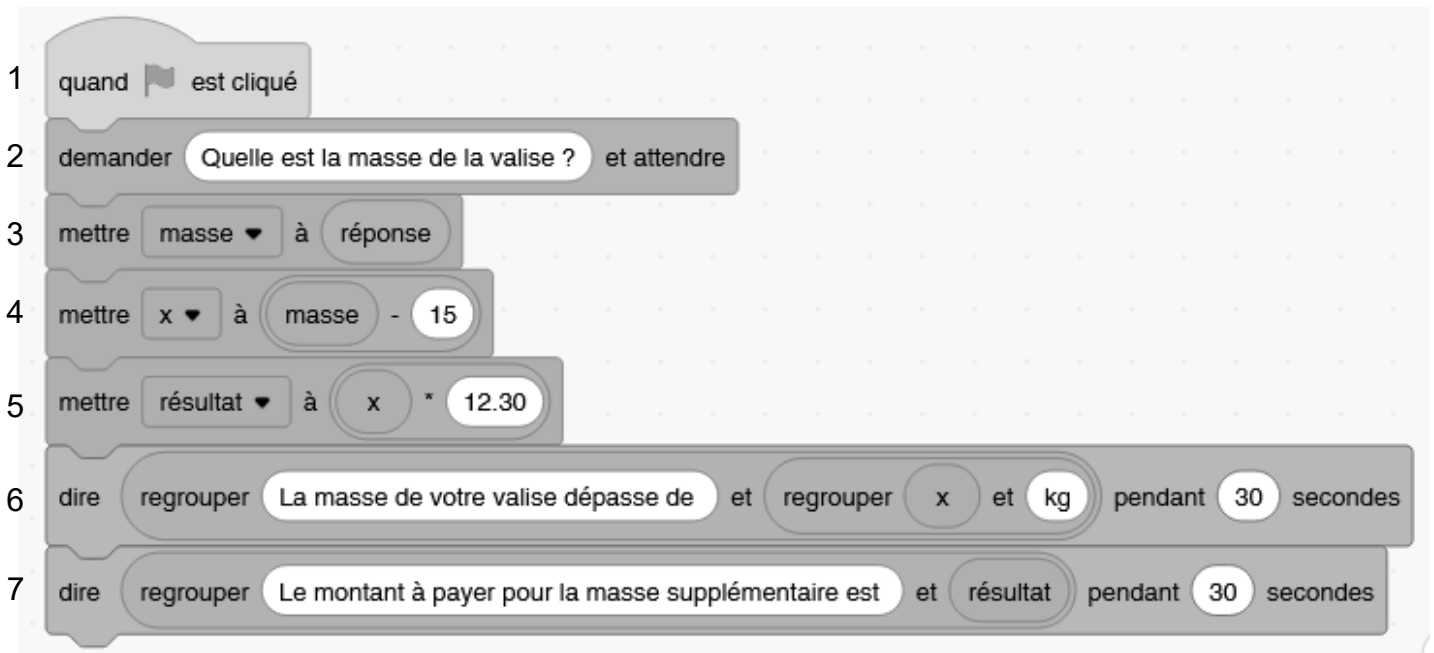 1 quand est cliqué
2 demander Quelle est la masse de la valise ? et attendre
3 mettre masse à réponse
4 mettre x à masse - 15
5 mettre résultat à x * 12.30
6 dire regrouper La masse de votre valise dépasse de et regrouper x et kg pendant 30 secondes
7 dire regrouper Le montant à payer pour la masse supplémentaire est et résultat pendant 30 secondes